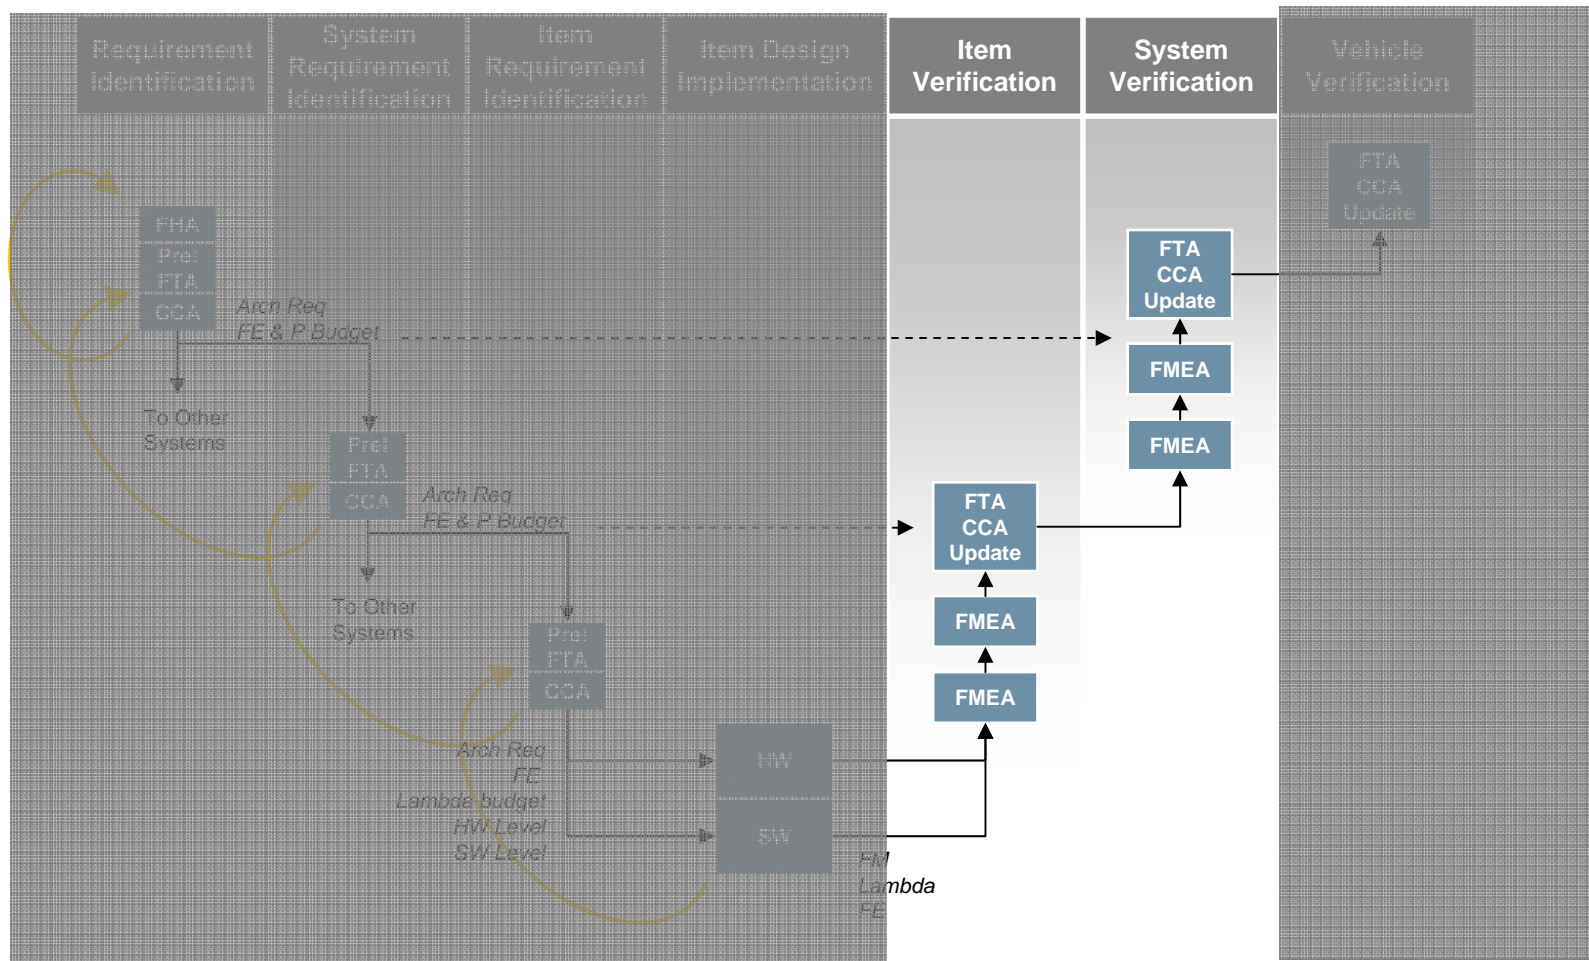 Requirement
Identification
System
Requirement
Identification
Item
Requirement
Identification
Item Design
Implementation
Item
Verification
System
Verification
Vehicle
Verification
FTA
CCA
Update
FHA
Prel
FTA
CCA
FTA
CCA
Update
Arch Req
FE & P Budget
FMEA
To Other
Systems
FMEA
Prel
FTA
CCA
Arch Req
FE & P Budget
FTA
CCA
Update
To Other
Systems
FMEA
Prel
FTA
CCA
FMEA
Arch Req
FE
Lambda budget
HW Level
SW Level
HW
SW
FM
Lambda
FE